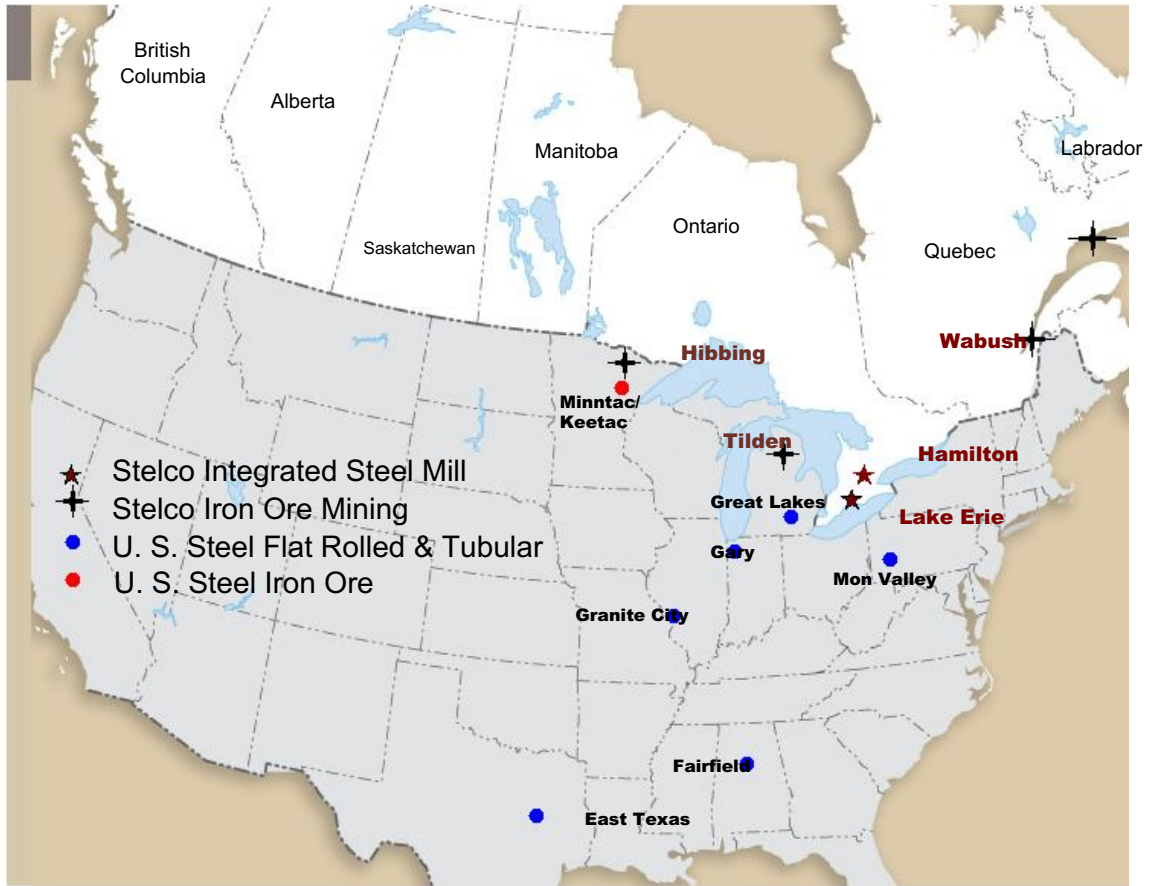 British
Columbia
Alberta
Manitoba
Labrador
Ontario
Saskatchewan
Quebec
Wabush
Hibbing
Minntac/
Keetac
Tilden
Hamilton
Stelco Integrated Steel Mill
Great Lakes
Stelco Iron Ore Mining
Lake Erie
U. S. Steel Flat Rolled & Tubular
Gary
Mon Valley
U. S. Steel Iron Ore
Granite City
Fairfield
East Texas